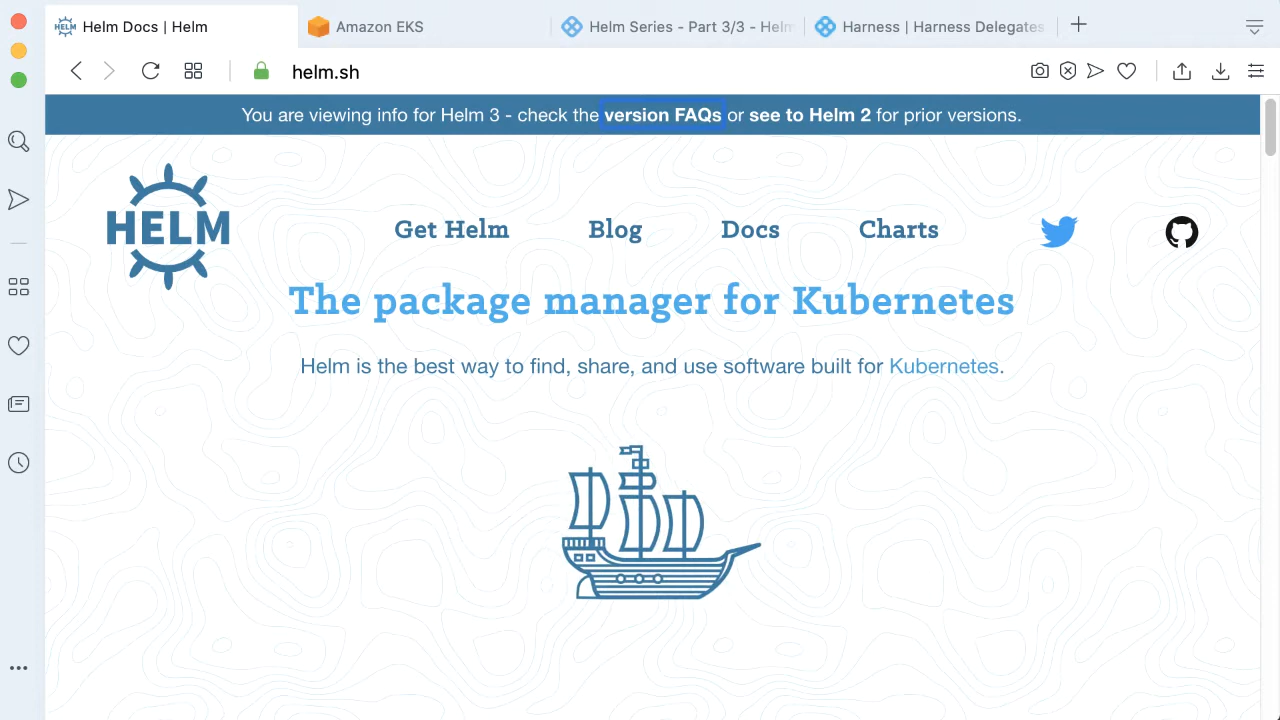 Helm Docs | Helm
Amazon EKS
Helm Series - Part 3/3 - Helm
Harness | Harness Delegates
helm.sh
You are viewing info for Helm 3 - check the version FAQs or see to Helm 2 for prior versions.
HELM
Get Helm
Blog
Docs
Charts
The package manager for Kubernetes
Helm is the best way to find, share, and use software built for Kubernetes.